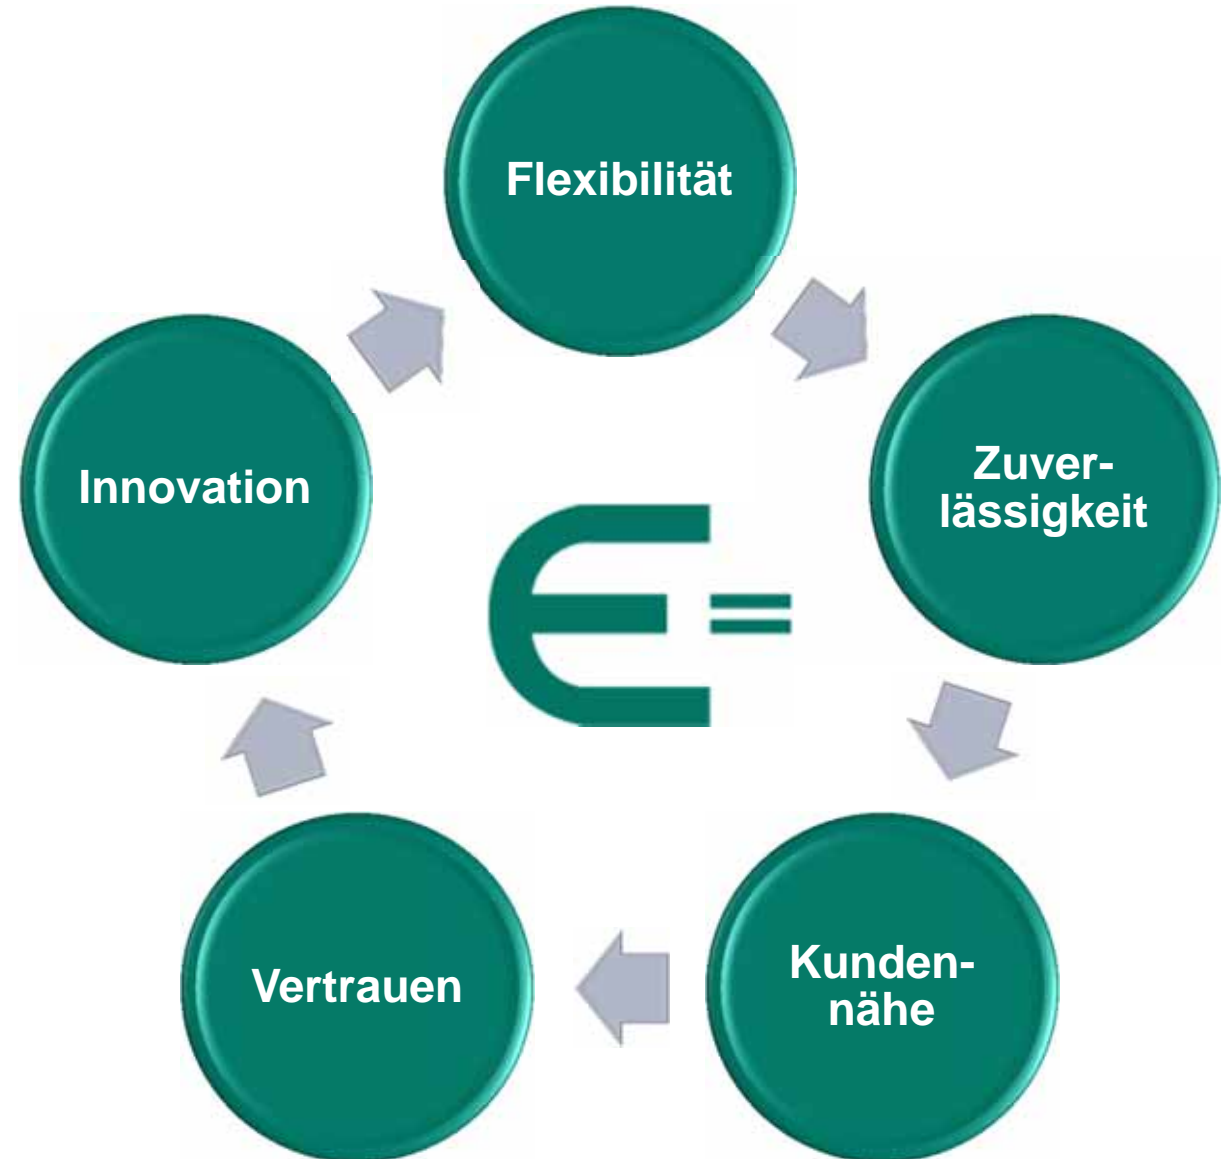 Flexibilität
Zuver-
lässigkeit
Kunden-
nähe
Vertrauen
Innovation
E=